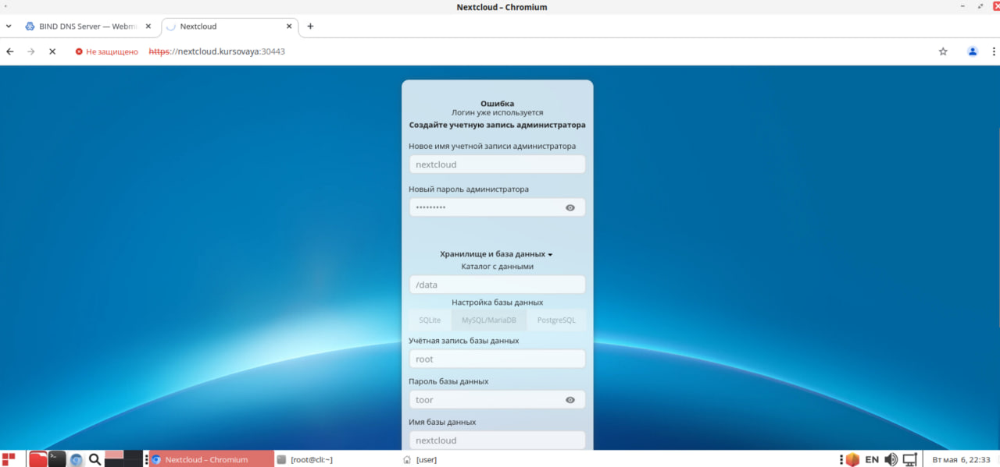 Nextcloud – Chromium
BIND DNS Server — Webm
Nextcloud
Не защищено
https://nextcloud.kursovaya:30443
Ошибка
Логин уже используется
Создайте учетную запись администратора
Новое имя учетной записи администратора
nextcloud
Новый пароль администратора
•••••••••
Хранилище и база данных
Каталог с данными
/data
Настройка базы данных
SQLite MySQL/MariaDB PostgreSQL
Учётная запись базы данных
root
Пароль базы данных
toor
Имя базы данных
nextcloud
Nextcloud – Chromium
[root@cli:~]
[user]
EN
Вт мая 6, 22:33